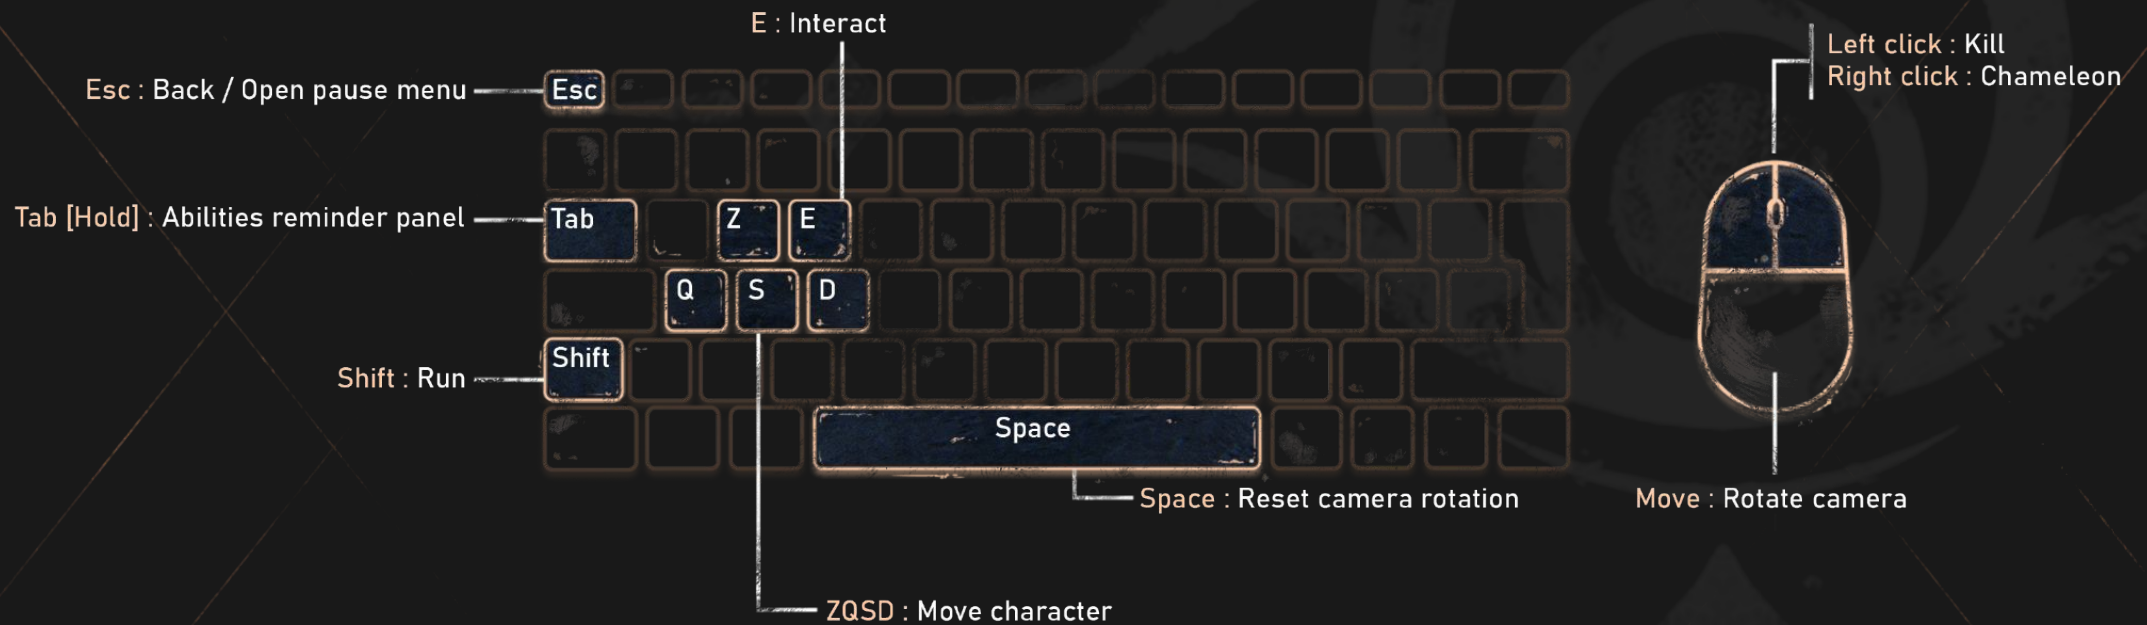 E : Interact
Left click : Kill
Right click : Chameleon
Esc : Back / Open pause menu
Esc
Tab [Hold] : Abilities reminder panel
Tab
Z
E
Q
S
D
Shift
Shift : Run
Space
Space : Reset camera rotation
Move : Rotate camera
ZQSD : Move character